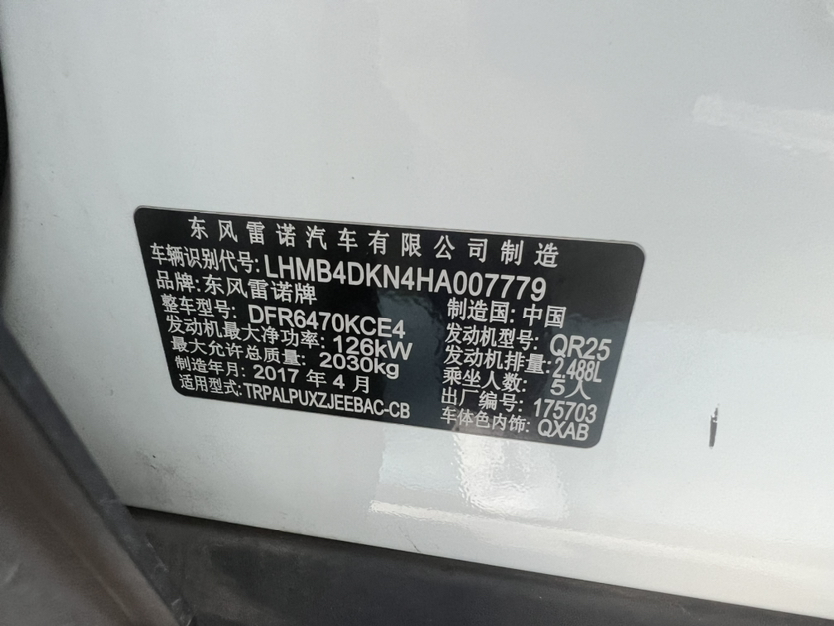 东风雷诺汽车有限公司制造
车辆识别代号: LHMB4DKN4HA007779
品牌: 东风雷诺牌 制造国: 中国
整车型号: DFR6470KCE4 发动机型号: QR25
发动机最大净功率: 126kW 发动机排量: 2.488L
最大允许总质量: 2030kg 乘坐人数: 5人
制造年月: 2017年4月 出厂编号: 175703
适用型式: TRPALPUXZJEEBAC-CB 车体色内饰: QXAB